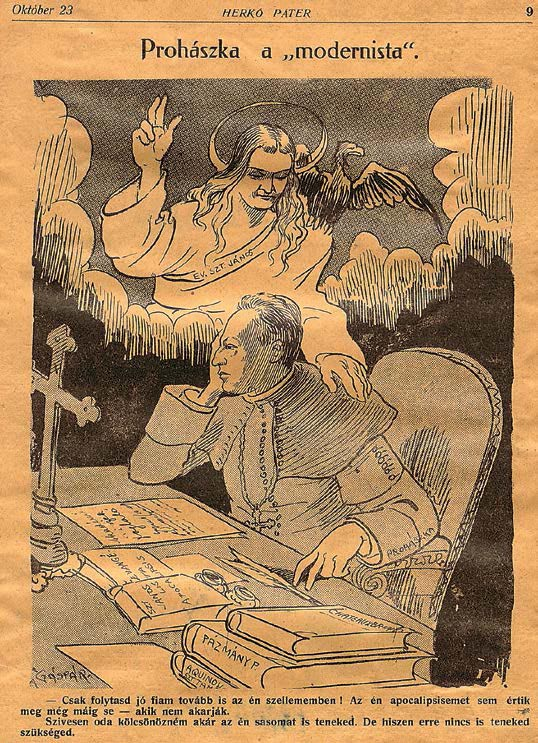 Október 23
HERKÓ PÁTER
9
Prohászka a „modernista“.
EV. SZT. JÁNOS
PÜSPÖK
PROHÁSZKA
PÁZMÁNY P.
AQUINOI
GÁSPÁR
— Csak folytasd jó fiam tovább is az én szellememben! Az én apocalipsisemet sem értik
meg még máig se — akik nem akarják.
Szivesen oda kölcsönözném akár az én sasomat is teneked. De hiszen erre nincs is teneked
szükséged.